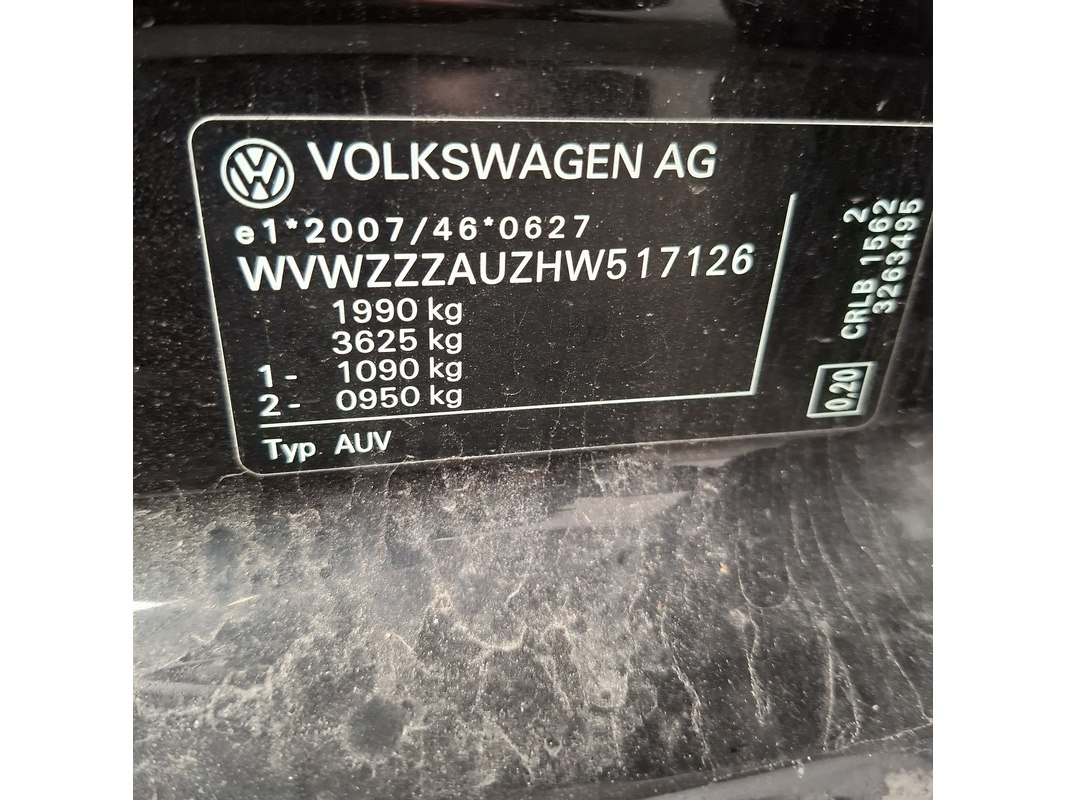 VOLKSWAGEN AG
e1*2007/46*0627
WVWZZZAUZHW517126
1990 kg
3625 kg
1- 1090 kg
2- 0950 kg
Typ AUV
2
CRLB 1562
3263495
0,20